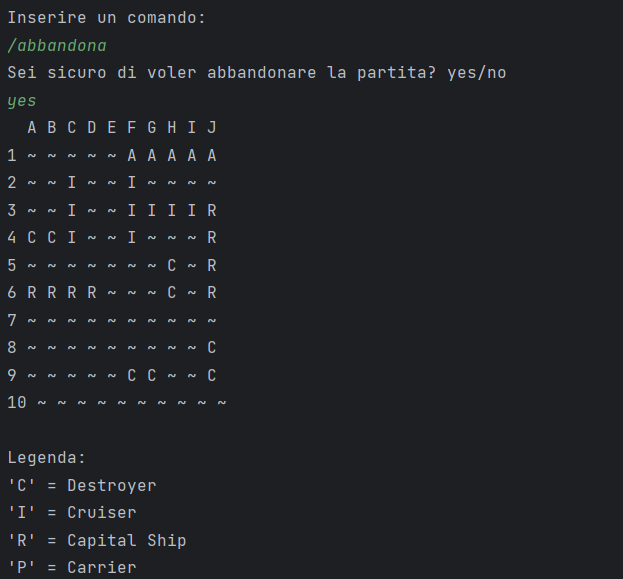 Inserire un comando:
/abbandona
Sei sicuro di voler abbandonare la partita? yes/no
yes
  A B C D E F G H I J
1 ~ ~ ~ ~ ~ A A A A A
2 ~ ~ I ~ ~ I ~ ~ ~ ~
3 ~ ~ I ~ ~ I I I I R
4 C C I ~ ~ I ~ ~ ~ R
5 ~ ~ ~ ~ ~ ~ ~ C ~ R
6 R R R R ~ ~ ~ C ~ R
7 ~ ~ ~ ~ ~ ~ ~ ~ ~ ~
8 ~ ~ ~ ~ ~ ~ ~ ~ ~ C
9 ~ ~ ~ ~ ~ C C ~ ~ C
10 ~ ~ ~ ~ ~ ~ ~ ~ ~ ~
Legenda:
'C' = Destroyer
'I' = Cruiser
'R' = Capital Ship
'P' = Carrier